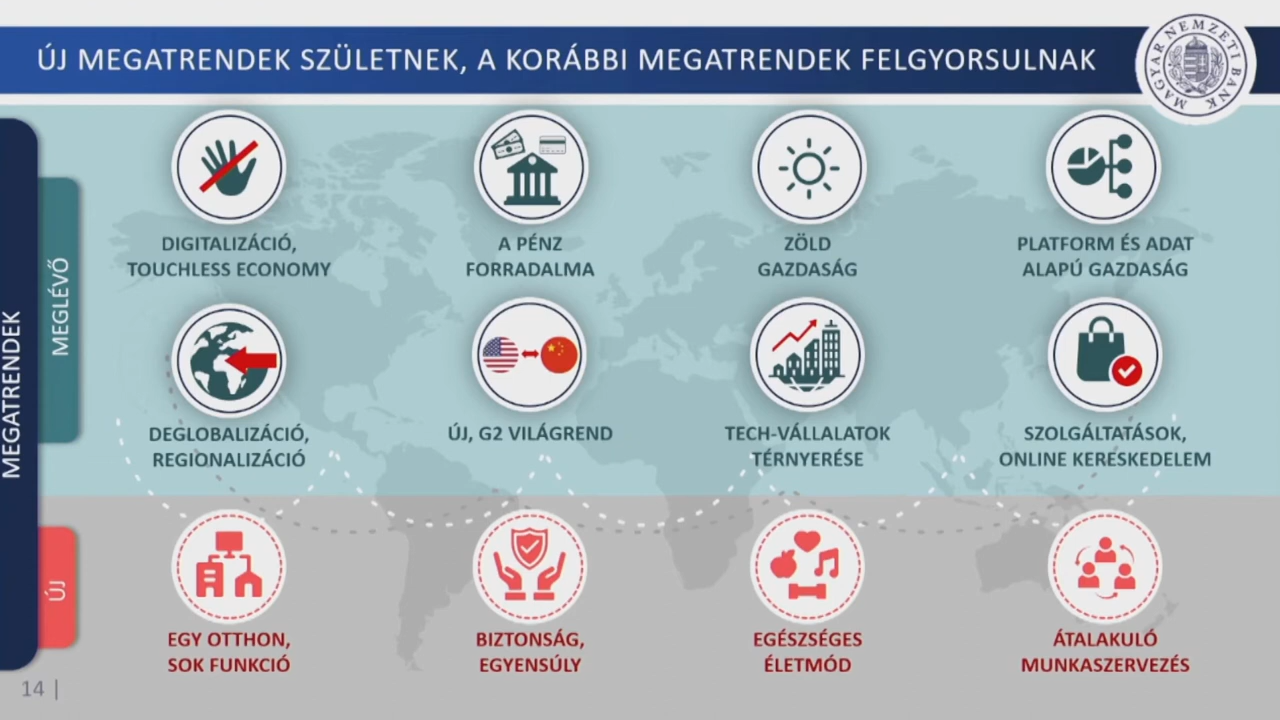 ÚJ MEGATRENDEK SZÜLETNEK, A KORÁBBI MEGATRENDEK FELGYORSULNAK
MAGYAR NEMZETI BANK
MEGATRENDEK
MEGLÉVŐ
DIGITALIZÁCIÓ,
TOUCHLESS ECONOMY
A PÉNZ
FORRADALMA
ZÖLD
GAZDASÁG
PLATFORM ÉS ADAT
ALAPÚ GAZDASÁG
DEGLOBALIZÁCIÓ,
REGIONALIZÁCIÓ
ÚJ, G2 VILÁGREND
TECH-VÁLLALATOK
TÉRNYERÉSE
SZOLGÁLTATÁSOK,
ONLINE KERESKEDELEM
ÚJ
EGY OTTHON,
SOK FUNKCIÓ
BIZTONSÁG,
EGYENSÚLY
EGÉSZSÉGES
ÉLETMÓD
ÁTALAKULÓ
MUNKASZERVEZÉS
14 |